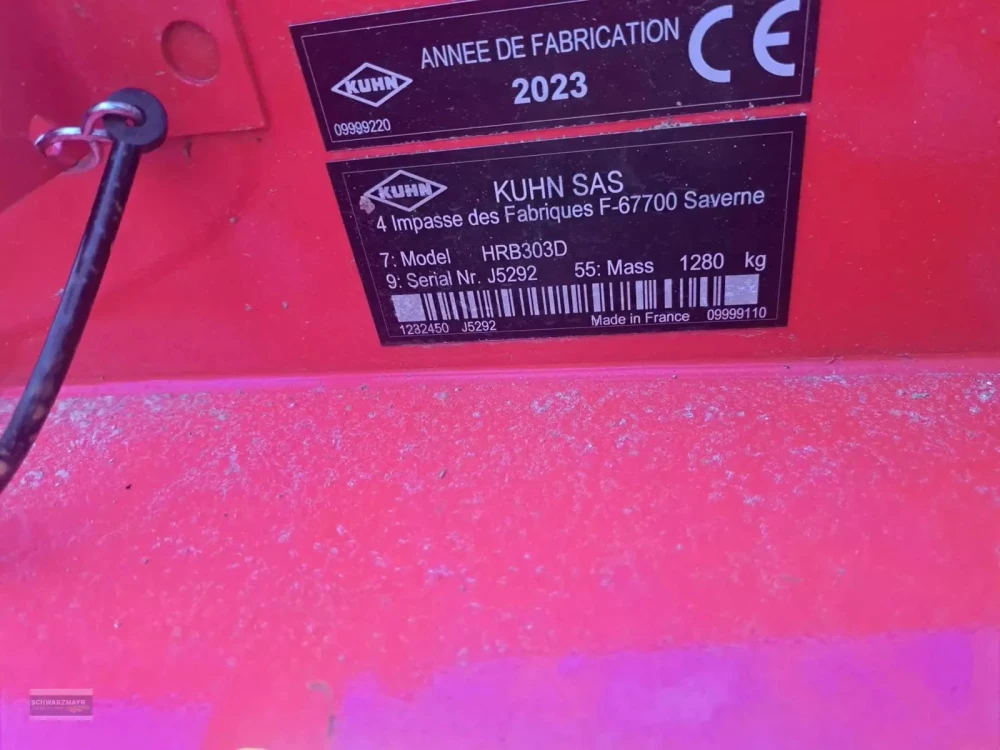 ANNEE DE FABRICATION
KUHN
2023
CE
09999220
KUHN
KUHN SAS
4 Impasse des Fabriques F-67700 Saverne
7: Model HRB303D
9: Serial Nr. J5292 55: Mass 1280 kg
1232450 J5292 Made in France 09999110
SCHWARZMAYR